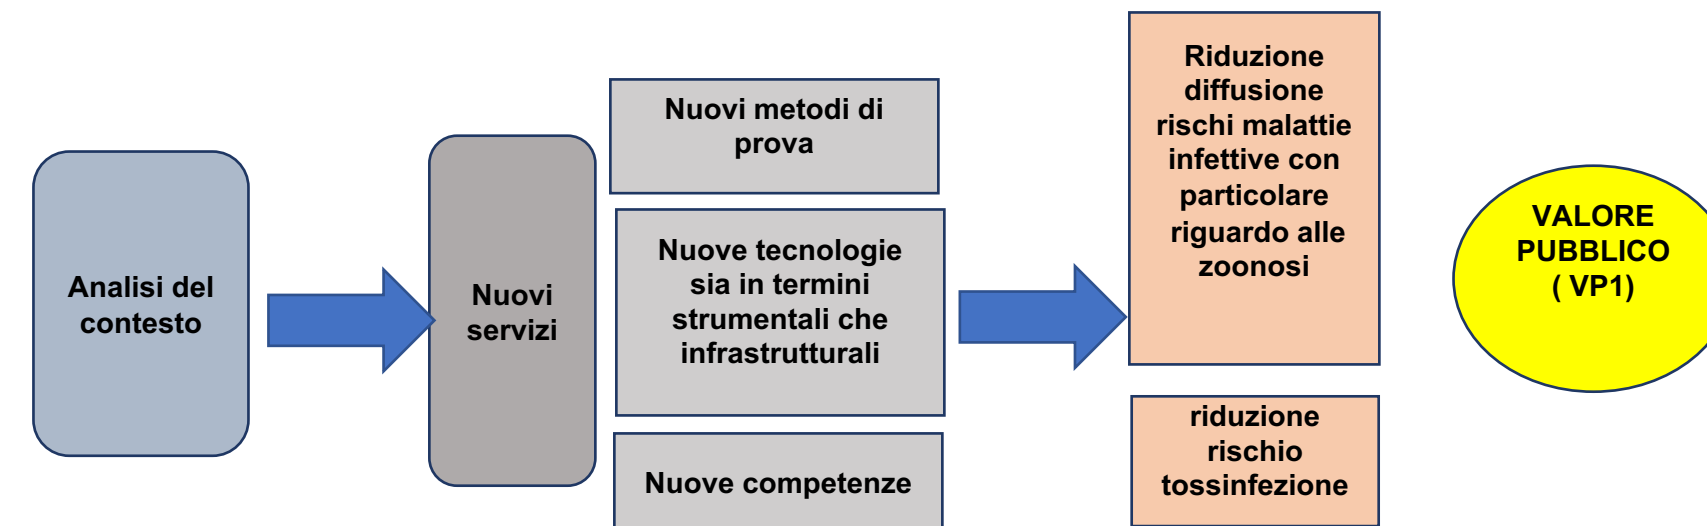 Analisi del
contesto
Nuovi
servizi
Nuovi metodi di
prova
Nuove tecnologie
sia in termini
strumentali che
infrastrutturali
Nuove competenze
Riduzione
diffusione
rischi malattie
infettive con
particolare
riguardo alle
zoonosi
riduzione
rischio
tossinfezione
VALORE
PUBBLICO
( VP1)